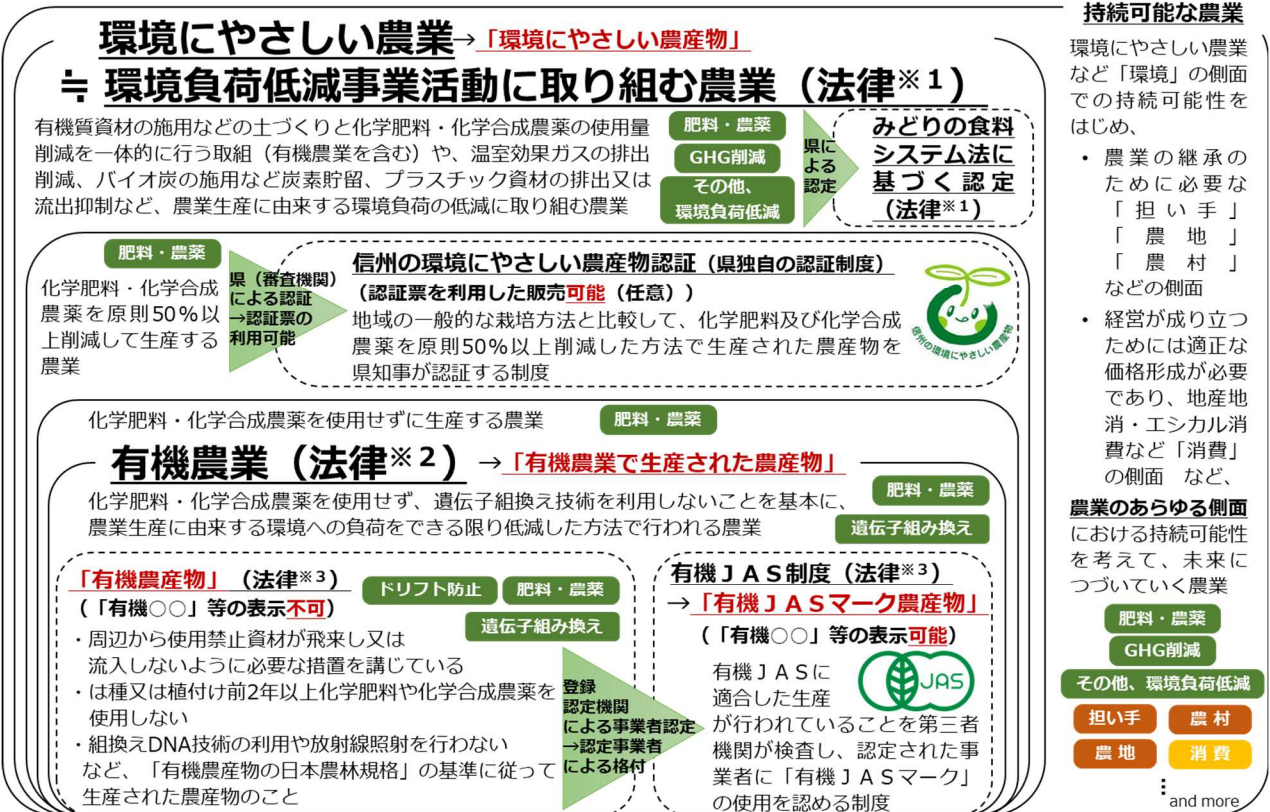 環境にやさしい農業→「環境にやさしい農産物」
≒ 環境負荷低減事業活動に取り組む農業（法律※１）
有機質資材の施用などの土づくりと化学肥料・化学合成農薬の使用量
削減を一体的に行う取組（有機農業を含む）や、温室効果ガスの排出
削減、バイオ炭の施用など炭素貯留、プラスチック資材の排出又は
流出抑制など、農業生産に由来する環境負荷の低減に取り組む農業
肥料・農薬
GHG削減
その他、
環境負荷低減
県に
よる
認定
みどりの食料
システム法に
基づく認定
（法律※１）
肥料・農薬
化学肥料・化学合成
農薬を原則50％以
上削減して生産する
農業
県（審査機関）
による認証
→認証票の
利用可能
信州の環境にやさしい農産物認証（県独自の認証制度）
（認証票を利用した販売可能（任意））
地域の一般的な栽培方法と比較して、化学肥料及び化学合成
農薬を原則50％以上削減した方法で生産された農産物を
県知事が認証する制度
信州の環境にやさしい農産物
化学肥料・化学合成農薬を使用せずに生産する農業
肥料・農薬
有機農業（法律※２）→「有機農業で生産された農産物」
化学肥料・化学合成農薬を使用せず、遺伝子組換え技術を利用しないことを基本に、
農業生産に由来する環境への負荷をできる限り低減した方法で行われる農業
肥料・農薬
遺伝子組み換え
「有機農産物」（法律※３）
（「有機○○」等の表示不可）
ドリフト防止
肥料・農薬
遺伝子組み換え
・周辺から使用禁止資材が飛来し又は
流入しないように必要な措置を講じている
・は種又は植付け前2年以上化学肥料や化学合成農薬を
使用しない
・組換えDNA技術の利用や放射線照射を行わない
など、「有機農産物の日本農林規格」の基準に従って
生産された農産物のこと
登録
認定機関
による事業者認定
→認定事業者
による格付
有機ＪＡＳ制度（法律※３）
→「有機ＪＡＳマーク農産物」
（「有機○○」等の表示可能）
JAS
有機ＪＡＳに
適合した生産
が行われていることを第三者
機関が検査し、認定された事
業者に「有機ＪＡＳマーク」
の使用を認める制度
持続可能な農業
環境にやさしい農業
など「環境」の側面
での持続可能性を
はじめ、
• 農業の継承の
ために必要な
「担い手」
「農地」
「農村」
などの側面
• 経営が成り立つ
ためには適正な
価格形成が必要
であり、地産地
消・エシカル消
費など「消費」
の側面　など、
農業のあらゆる側面
における持続可能性
を考えて、未来に
つづいていく農業
肥料・農薬
GHG削減
その他、環境負荷低減
担い手
農村
農地
消費
︙
and more